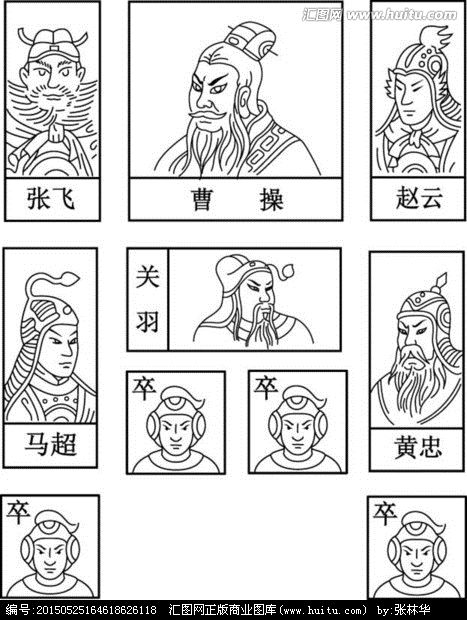 汇图网 www.huitu.com
张飞
曹 操
赵云
关
羽
马超
卒
卒
黄忠
卒
卒
编号:20150525164618626118 汇图网正版商业图库(www.huitu.com) by:张林华